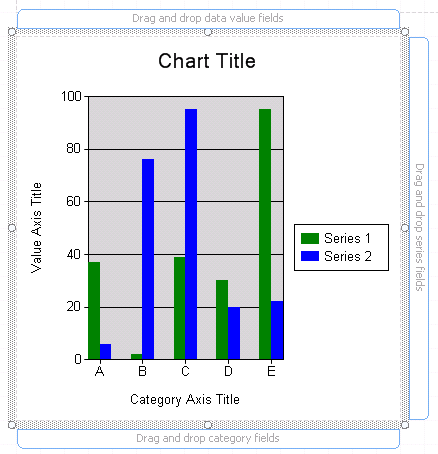 Drag and drop data value fields
Chart Title
100
80
60
40
20
0
Value Axis Title
A B C D E
Category Axis Title
Series 1
Series 2
Drag and drop series fields
Drag and drop category fields